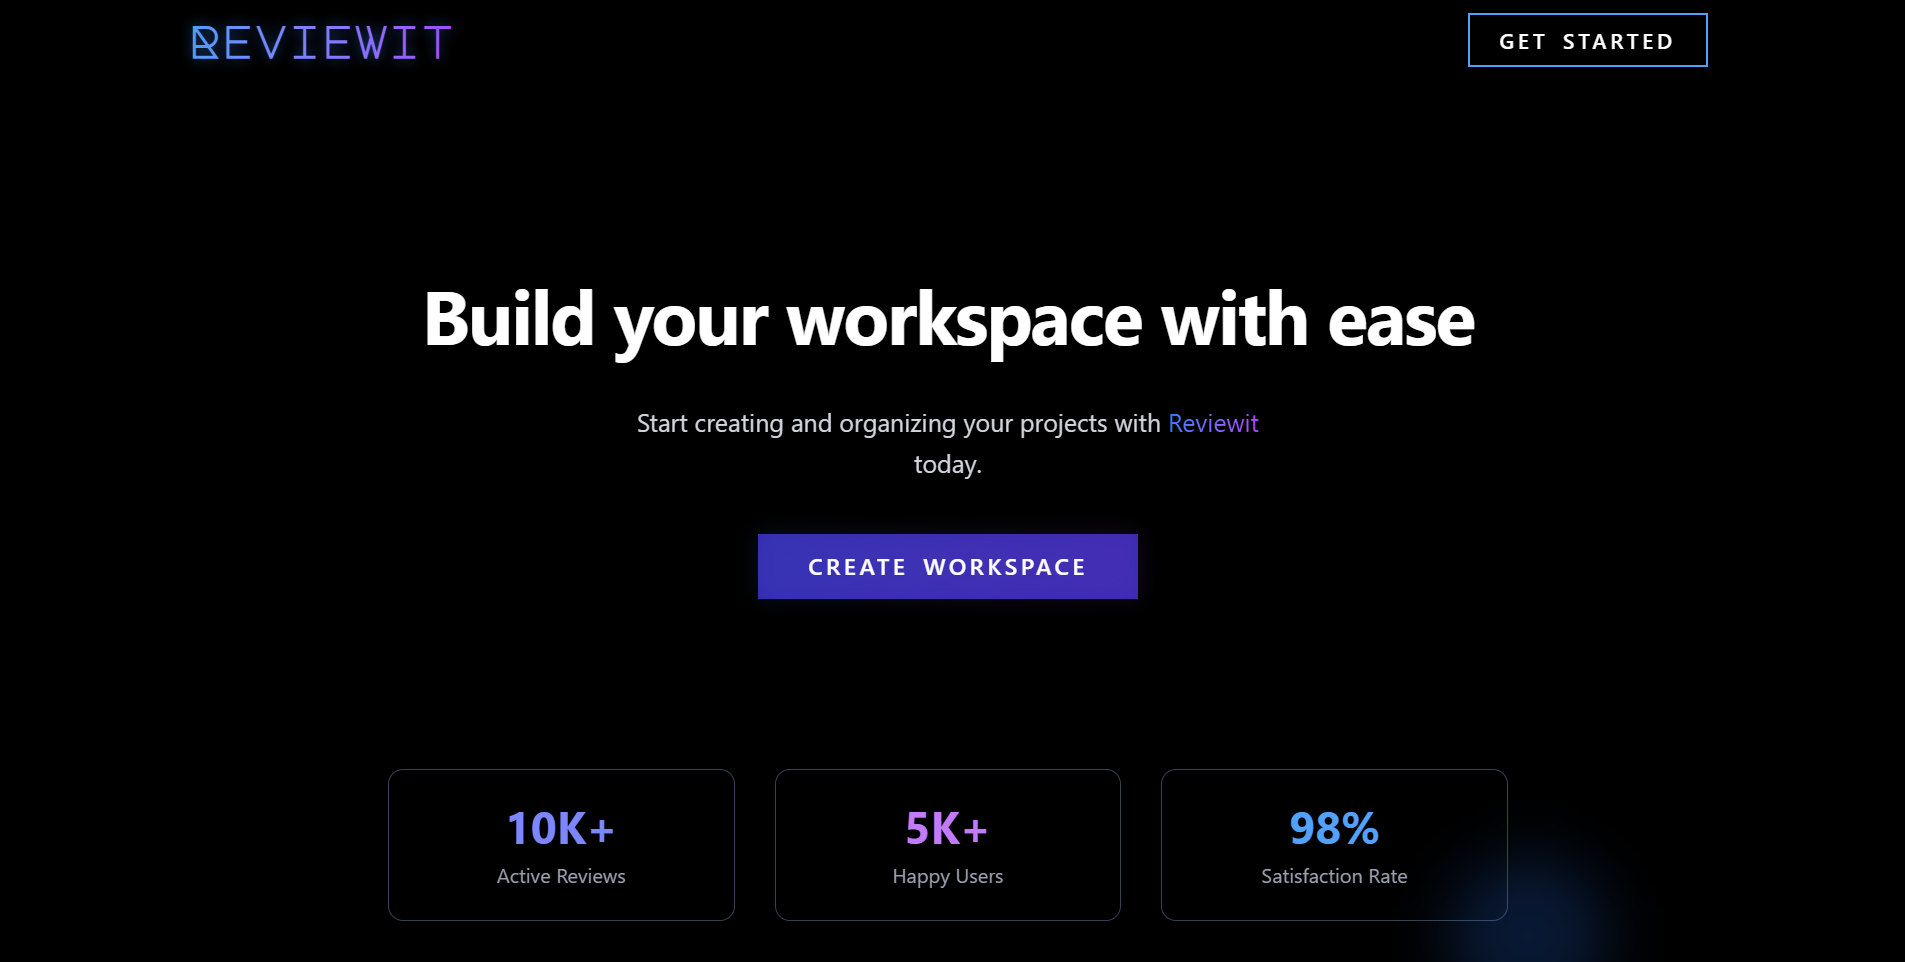 REVIEWIT
GET STARTED
Build your workspace with ease
Start creating and organizing your projects with Reviewit
today.
CREATE WORKSPACE
10K+
Active Reviews
5K+
Happy Users
98%
Satisfaction Rate